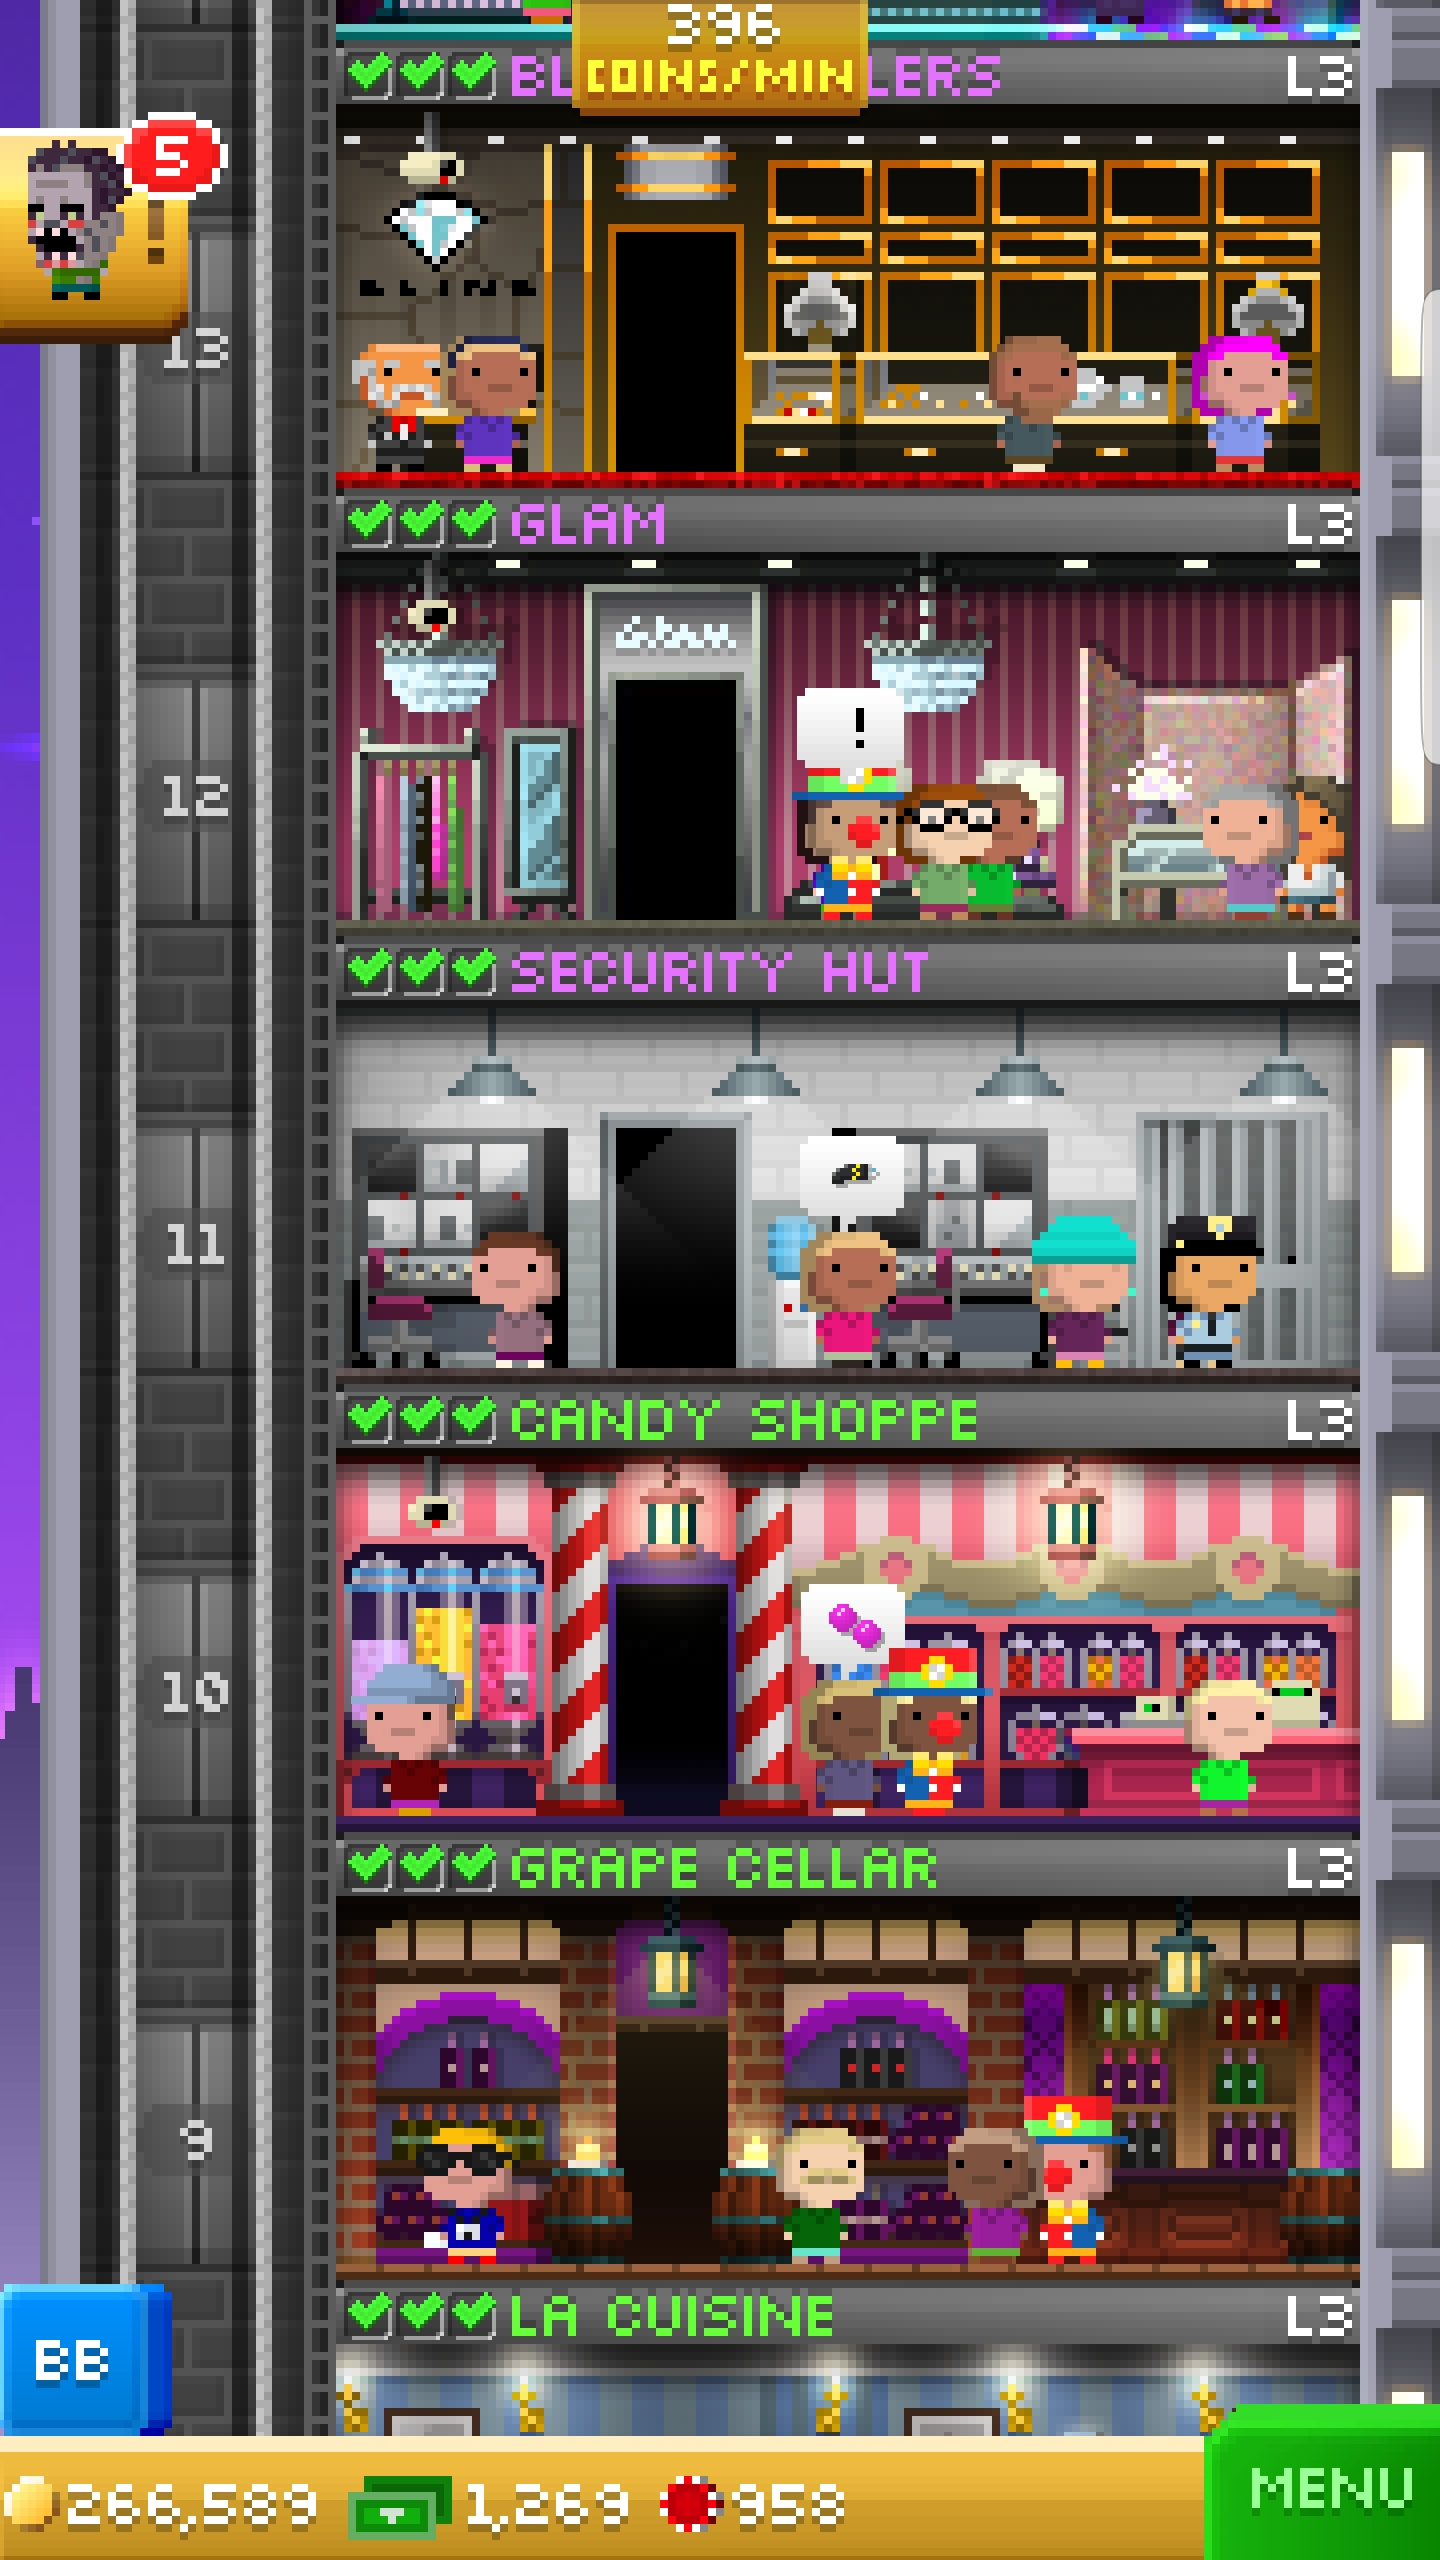 396
COINS/MIN
BL LERS L3
5
!
BLING
13
GLAM L3
Glam
!
12
SECURITY HUT L3
11
CANDY SHOPPE L3
10
GRAPE CELLAR L3
9
LA CUISINE L3
BB
266,589 1,269 958
MENU